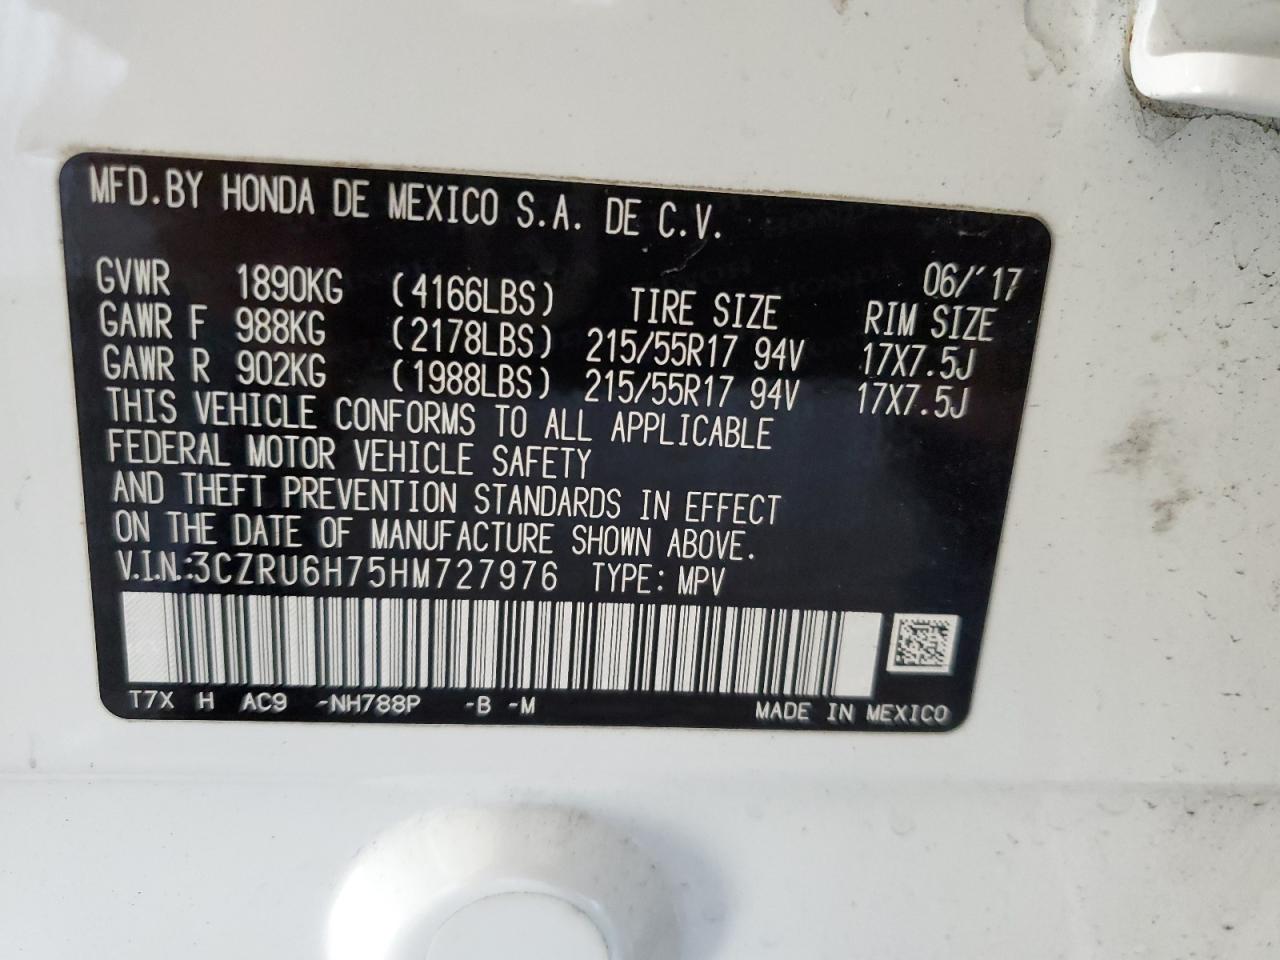 MFD.BY HONDA DE MEXICO S.A. DE C.V.
06/'17
GVWR 1890KG (4166LBS) TIRE SIZE RIM SIZE
GAWR F 988KG (2178LBS) 215/55R17 94V 17X7.5J
GAWR R 902KG (1988LBS) 215/55R17 94V 17X7.5J
THIS VEHICLE CONFORMS TO ALL APPLICABLE
FEDERAL MOTOR VEHICLE SAFETY
AND THEFT PREVENTION STANDARDS IN EFFECT
ON THE DATE OF MANUFACTURE SHOWN ABOVE.
V.I.N.:3CZRU6H75HM727976 TYPE: MPV
T7X H AC9 -NH788P -B -M MADE IN MEXICO